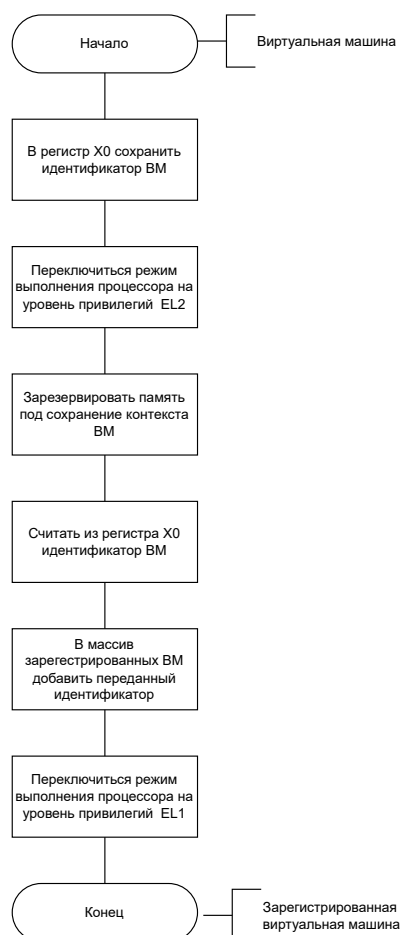 Начало
Виртуальная машина
В регистр X0 сохранить
идентификатор ВМ
Переключиться режим
выполнения процессора на
уровень привилегий EL2
Зарезервировать память
под сохранение контекста
ВМ
Считать из регистра X0
идентификатор ВМ
В массив
зарегестрированных ВМ
добавить переданный
идентификатор
Переключиться режим
выполнения процессора на
уровень привилегий EL1
Конец
Зарегистрированная
виртуальная машина